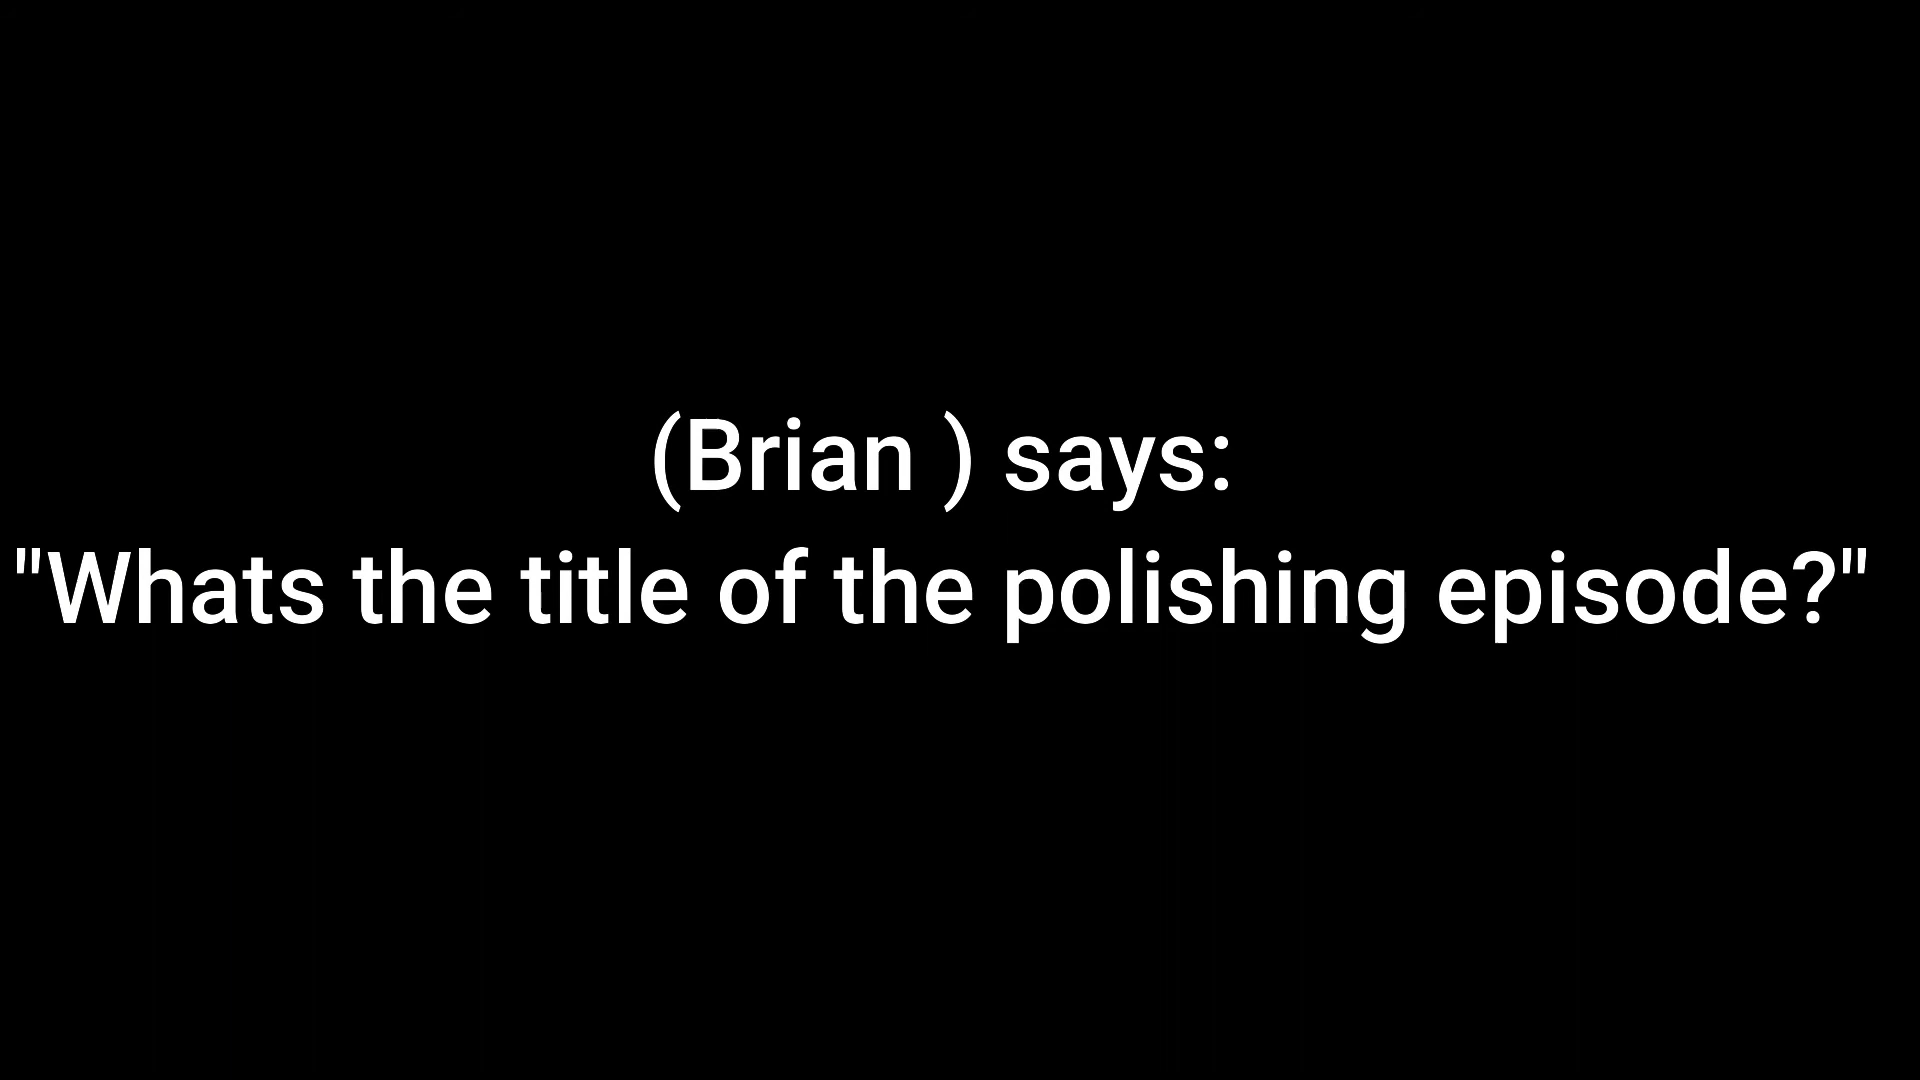 (Brian ) says:
"Whats the title of the polishing episode?"